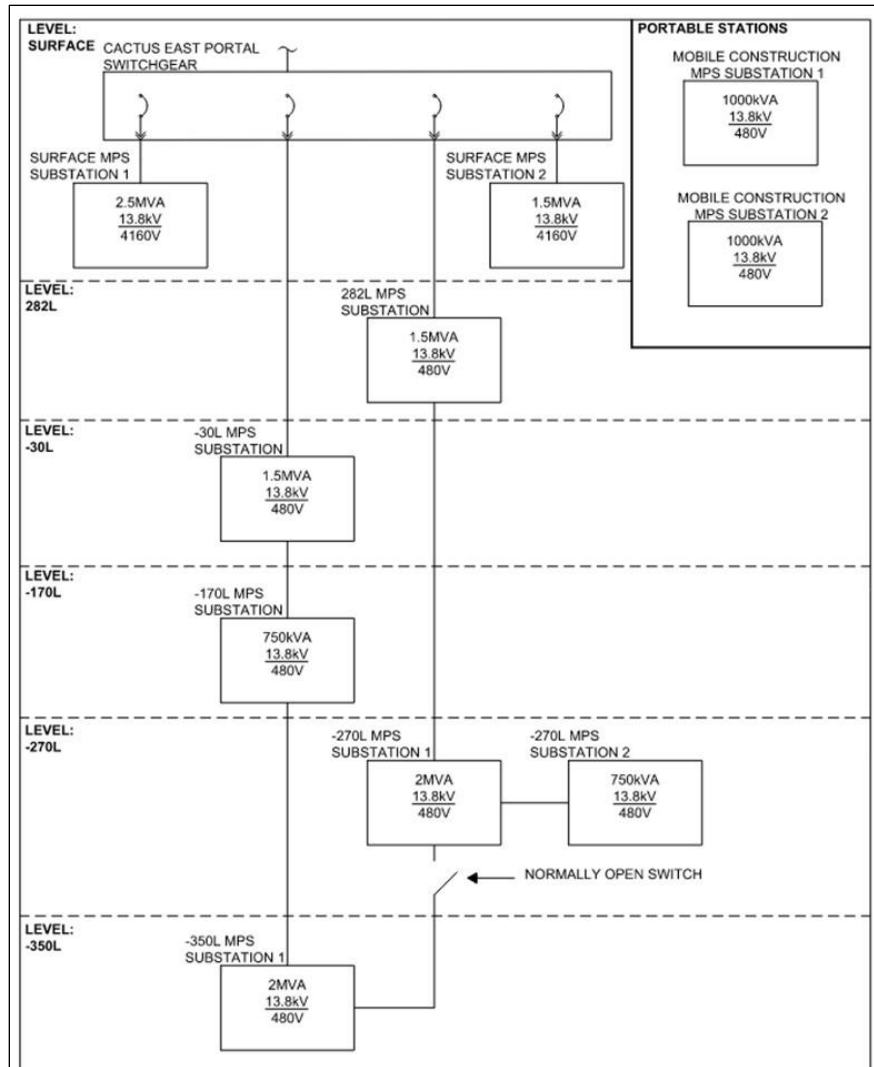 LEVEL:
SURFACE
CACTUS EAST PORTAL
SWITCHGEAR
SURFACE MPS
SUBSTATION 1
2.5MVA
13.8kV
4160V
SURFACE MPS
SUBSTATION 2
1.5MVA
13.8kV
4160V
PORTABLE STATIONS
MOBILE CONSTRUCTION
MPS SUBSTATION 1
1000kVA
13.8kV
480V
MOBILE CONSTRUCTION
MPS SUBSTATION 2
1000kVA
13.8kV
480V
LEVEL:
282L
282L MPS
SUBSTATION
1.5MVA
13.8kV
480V
LEVEL:
-30L
-30L MPS
SUBSTATION
1.5MVA
13.8kV
480V
LEVEL:
-170L
-170L MPS
SUBSTATION
750kVA
13.8kV
480V
LEVEL:
-270L
-270L MPS
SUBSTATION 1
2MVA
13.8kV
480V
-270L MPS
SUBSTATION 2
750kVA
13.8kV
480V
NORMALLY OPEN SWITCH
LEVEL:
-350L
-350L MPS
SUBSTATION 1
2MVA
13.8kV
480V